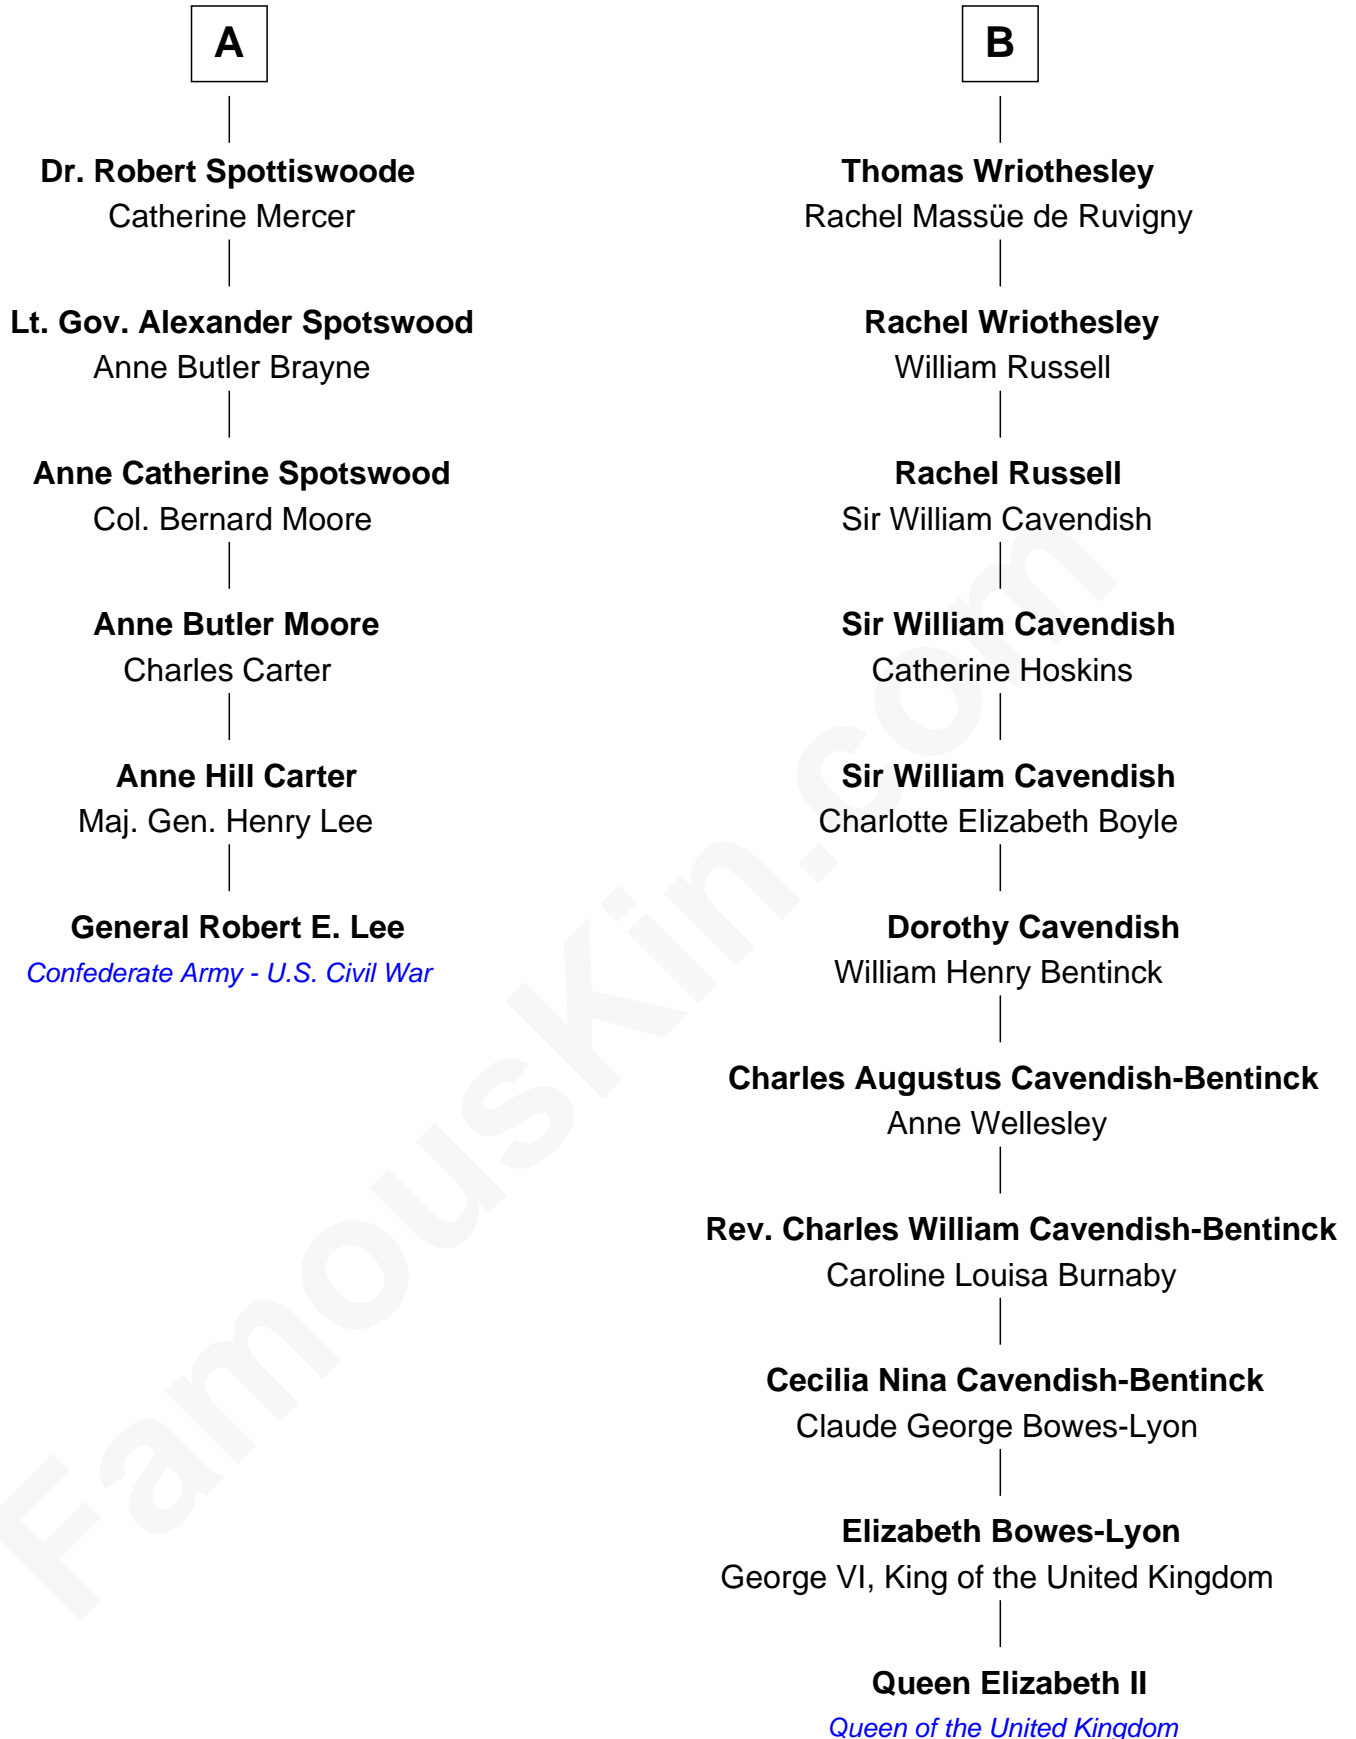 A
Dr. Robert Spottiswoode
Catherine Mercer
Lt. Gov. Alexander Spotswood
Anne Butler Brayne
Anne Catherine Spotswood
Col. Bernard Moore
Anne Butler Moore
Charles Carter
Anne Hill Carter
Maj. Gen. Henry Lee
General Robert E. Lee
Confederate Army - U.S. Civil War
B
Thomas Wriothesley
Rachel Massüe de Ruvigny
Rachel Wriothesley
William Russell
Rachel Russell
Sir William Cavendish
Sir William Cavendish
Catherine Hoskins
Sir William Cavendish
Charlotte Elizabeth Boyle
Dorothy Cavendish
William Henry Bentinck
Charles Augustus Cavendish-Bentinck
Anne Wellesley
Rev. Charles William Cavendish-Bentinck
Caroline Louisa Burnaby
Cecilia Nina Cavendish-Bentinck
Claude George Bowes-Lyon
Elizabeth Bowes-Lyon
George VI, King of the United Kingdom
Queen Elizabeth II
Queen of the United Kingdom
FamousKin.com